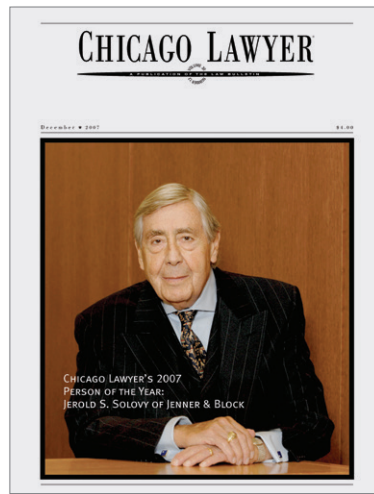 CHICAGO LAWYER
A PUBLICATION OF THE LAW BULLETIN
December • 2007 $5.00
CHICAGO LAWYER'S 2007
PERSON OF THE YEAR:
JEROLD S. SOLOVY OF JENNER & BLOCK